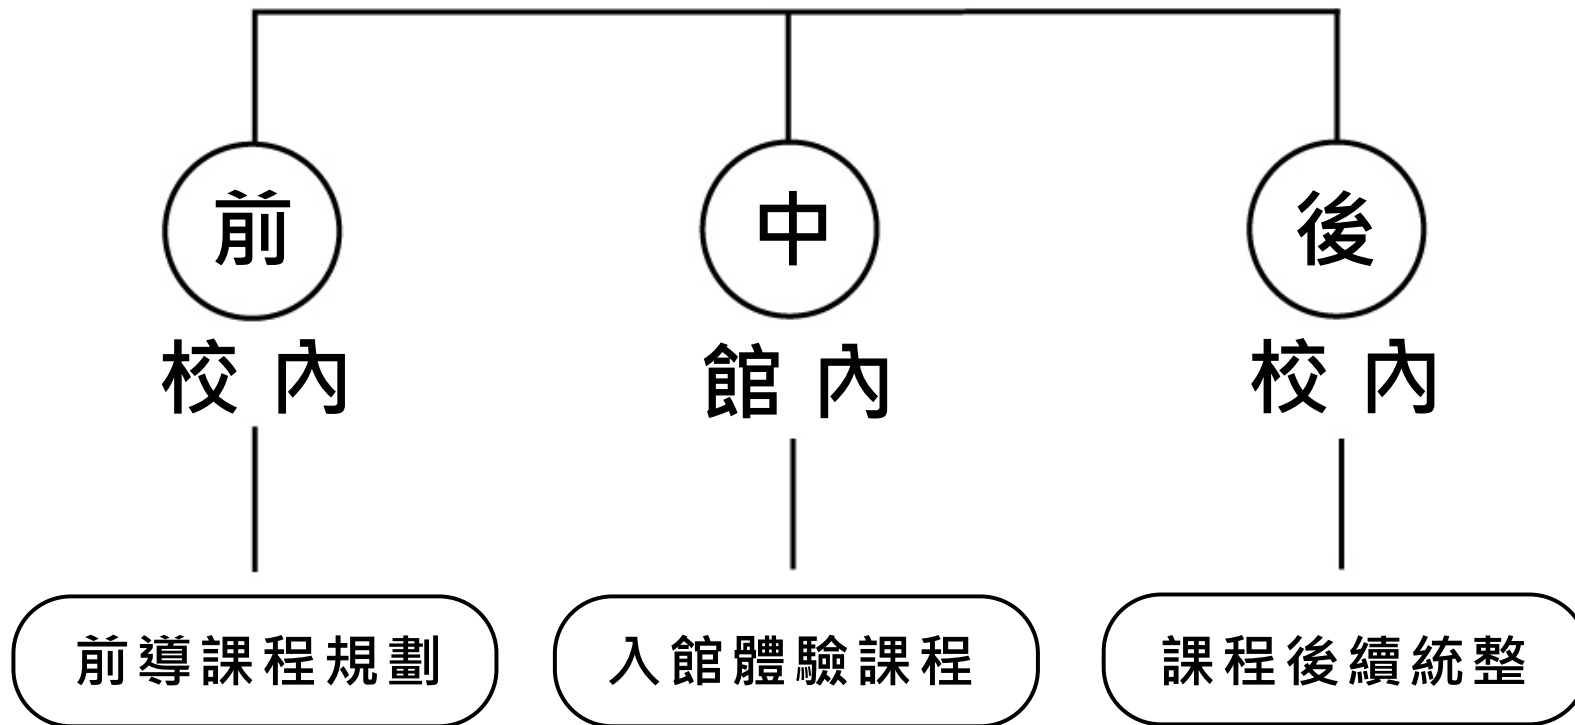 前 中 後
校內 館內 校內
前導課程規劃 入館體驗課程 課程後續統整